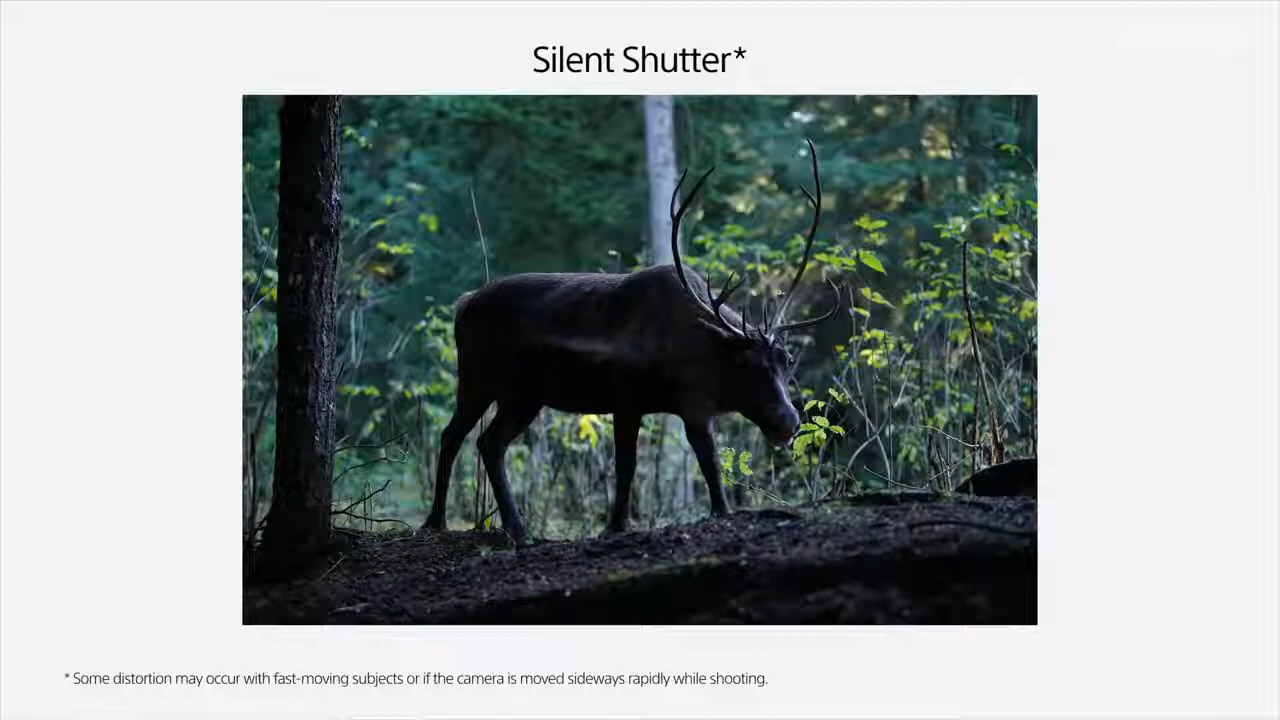 Silent Shutter*
* Some distortion may occur with fast-moving subjects or if the camera is moved sideways rapidly while shooting.